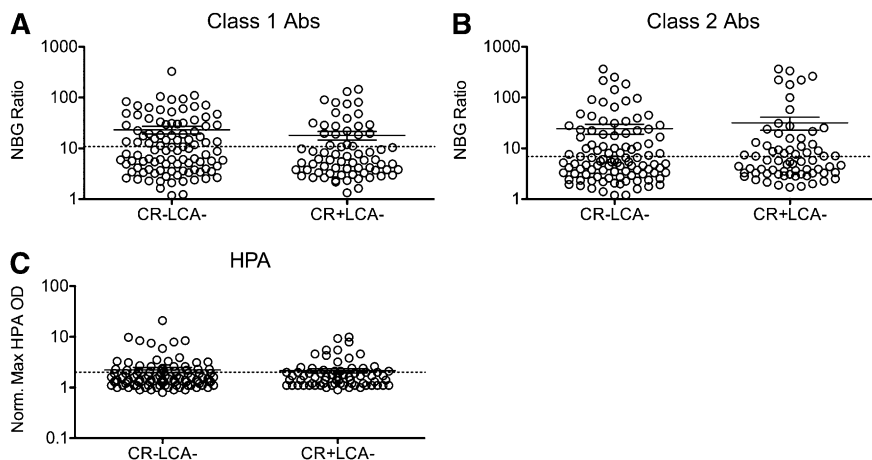 A
Class 1 Abs
NBG Ratio
1000
100
10
1
CR-LCA-
CR+LCA-
B
Class 2 Abs
NBG Ratio
1000
100
10
1
CR-LCA-
CR+LCA-
C
HPA
Norm. Max HPA OD
100
10
1
0.1
CR-LCA-
CR+LCA-